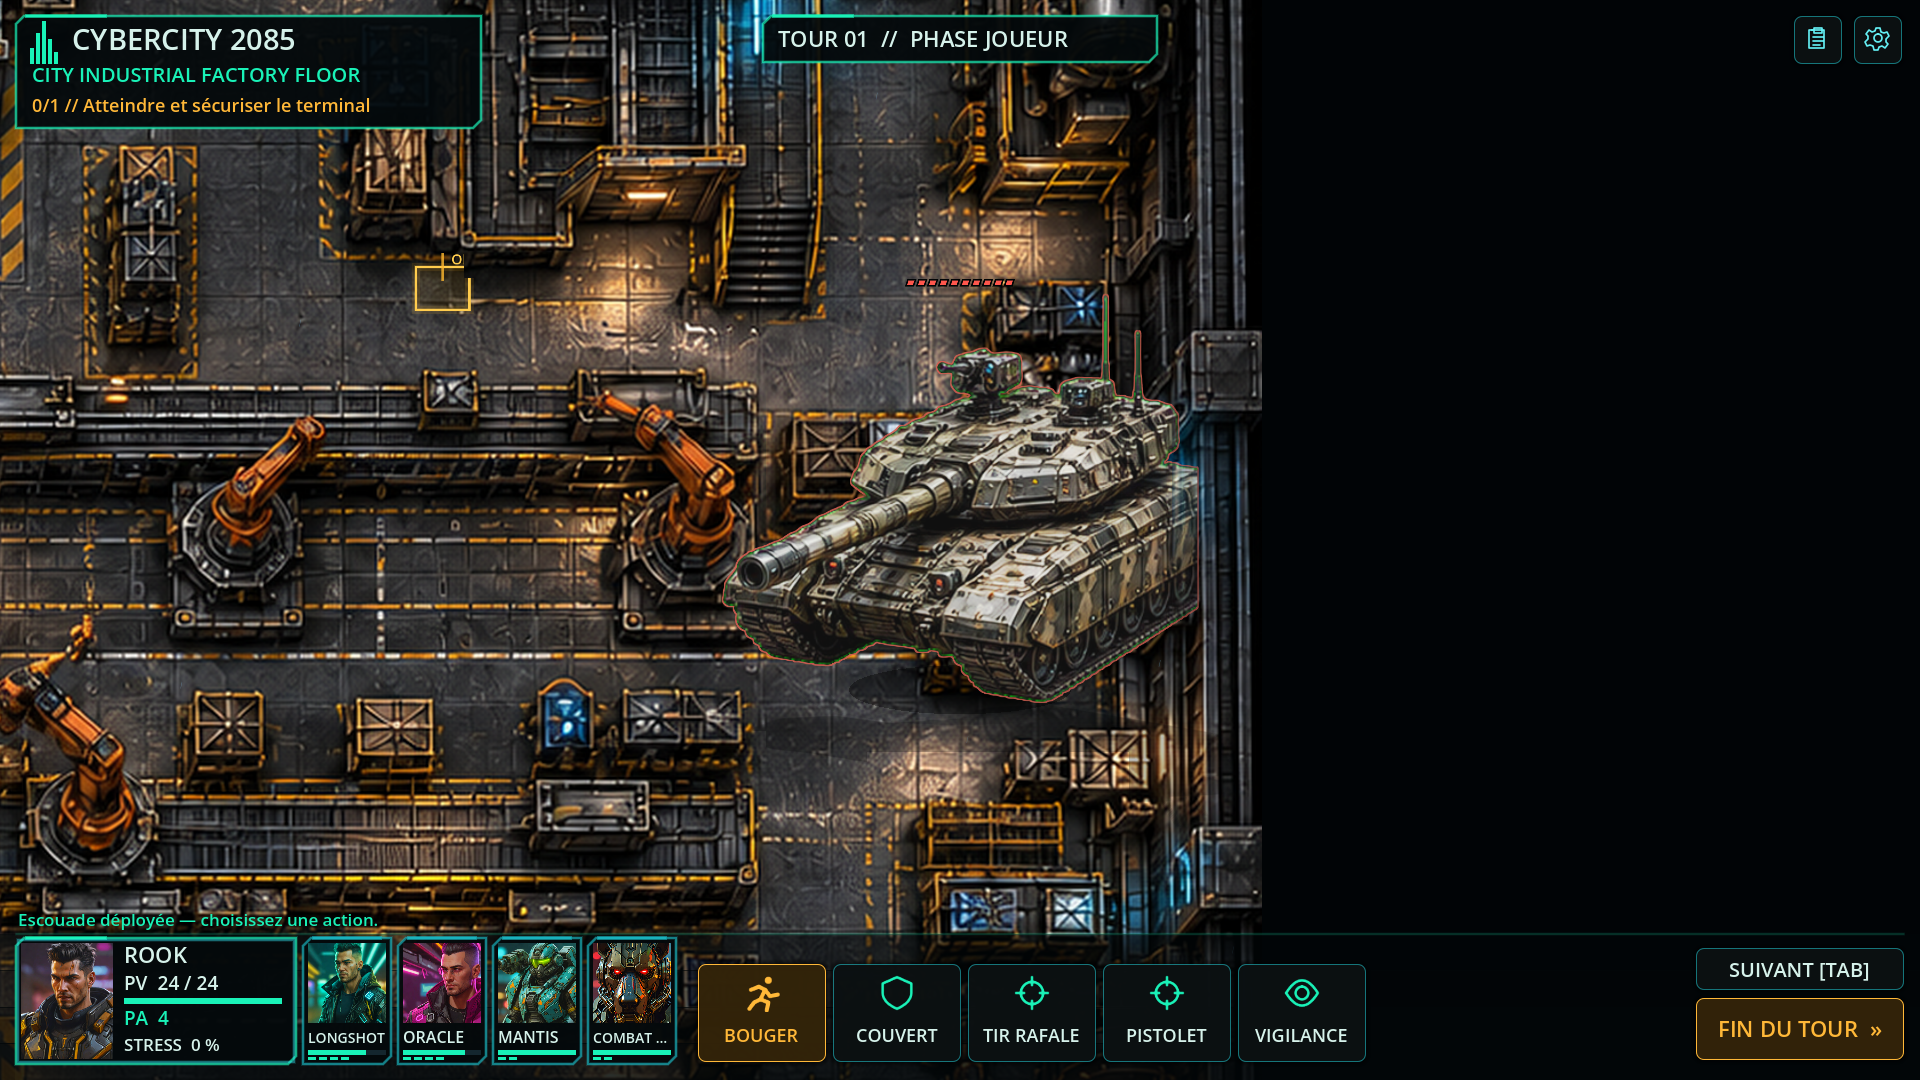 CYBERCITY 2085
CITY INDUSTRIAL FACTORY FLOOR
0/1 // Atteindre et sécuriser le terminal
TOUR 01 // PHASE JOUEUR
Escouade déployée — choisissez une action.
ROOK
PV 24 / 24
PA 4
STRESS 0 %
LONGSHOT
ORACLE
MANTIS
COMBAT ...
BOUGER
COUVERT
TIR RAFALE
PISTOLET
VIGILANCE
SUIVANT [TAB]
FIN DU TOUR »